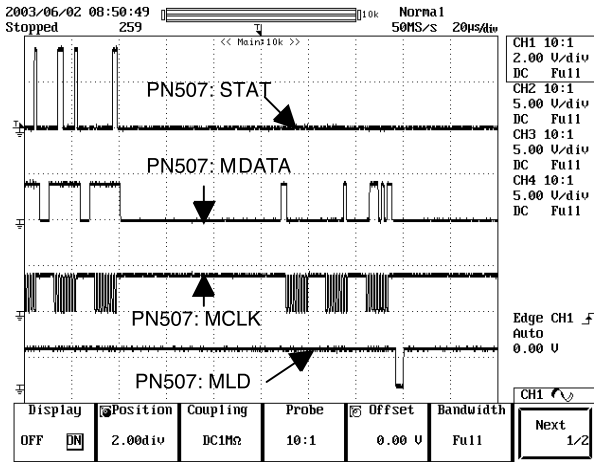 2003/06/02 08:50:49
10k
Normal
Stopped
259
50MS/s
20µs/div
<< Main:10k >>
CH1 10:1
2.00 V/div
DC Full
CH2 10:1
5.00 V/div
DC Full
CH3 10:1
5.00 V/div
DC Full
CH4 10:1
5.00 V/div
DC Full
PN507: STAT
PN507: MDATA
PN507: MCLK
PN507: MLD
Edge CH1
Auto
0.00 V
CH1
Display
OFF ON
Position
2.00div
Coupling
DC1MΩ
Probe
10:1
Offset
0.00 V
Bandwidth
Full
Next
1/2